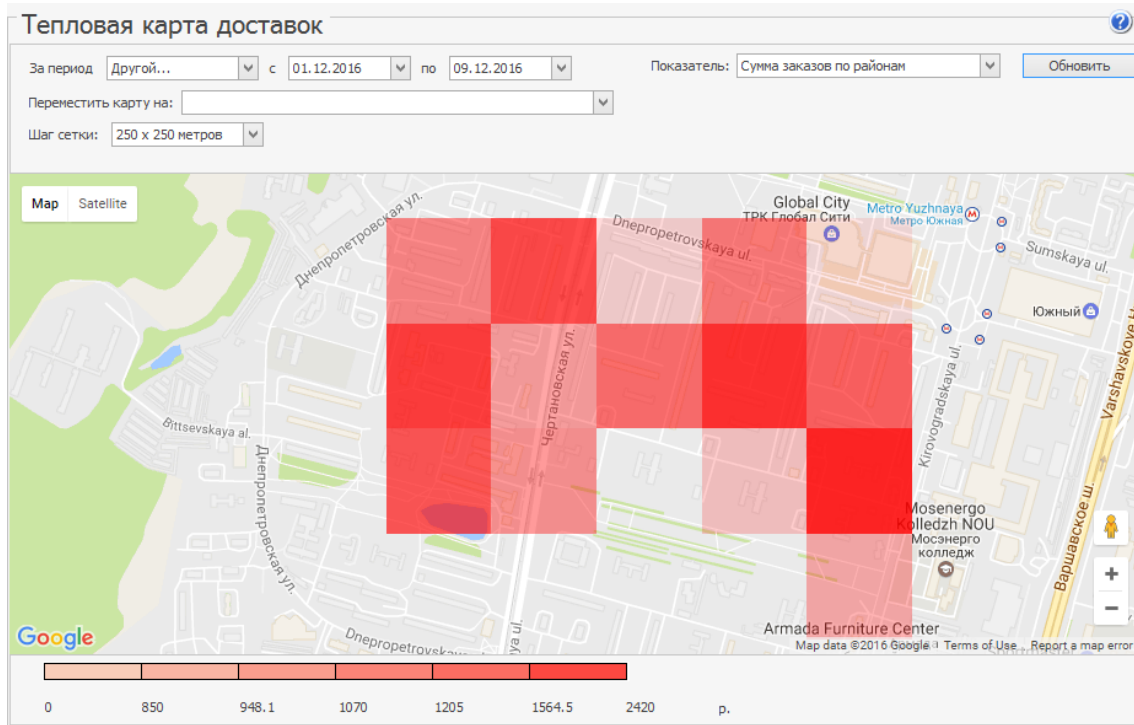 Тепловая карта доставок
За период Другой... с 01.12.2016 по 09.12.2016 Показатель: Сумма заказов по районам Обновить
Переместить карту на:
Шаг сетки: 250 x 250 метров
Map Satellite
Днепропетровская ул.
Dnepropetrovskaya ul.
Global City
ТРК Глобал Сити
Metro Yuzhnaya
Метро Южная
Sumskaya ul.
Южный
Varshavskoye
Чертановская ул.
Kirovogradskaya ul.
Bittsevskaya al.
Днепропетровская ул.
Mosenergo
Kolledzh NOU
Мосэнерго
колледж
Варшавское ш.
Dnepropetrovskaya
Armada Furniture Center
Google
Map data ©2016 Google Terms of Use Report a map error
0 850 948.1 1070 1205 1564.5 2420 р.